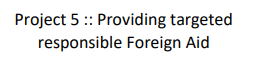 Project 5 :: Providing targeted
responsible Foreign Aid